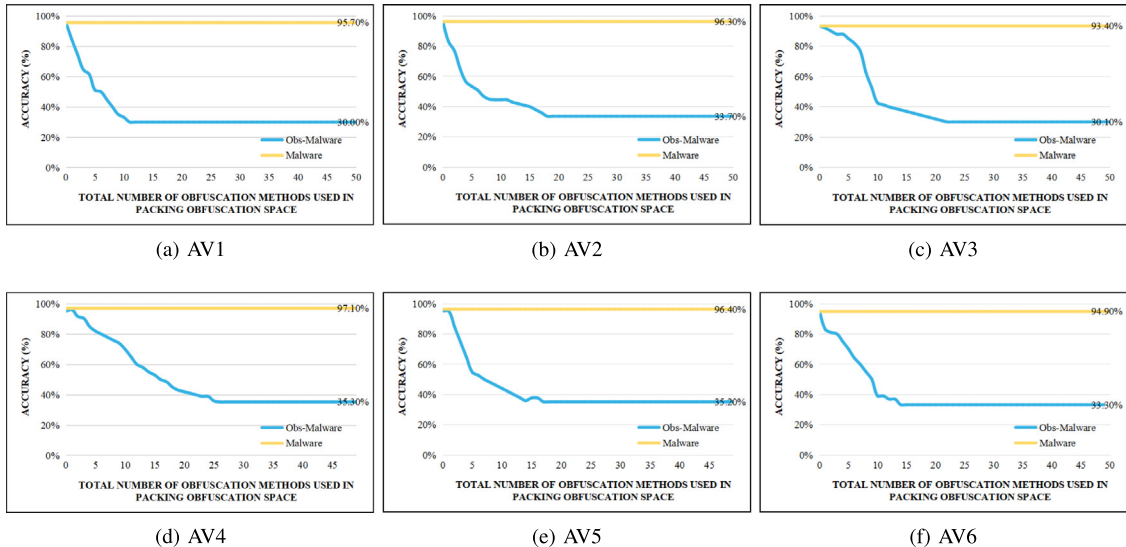 100%
80%
60%
40%
20%
0%
ACCURACY (%)
95.70%
30.00%
Obs-Malware
Malware
0 5 10 15 20 25 30 35 40 45 50
TOTAL NUMBER OF OBFUSCATION METHODS USED IN
PACKING OBFUSCATION SPACE
(a) AV1
100%
80%
60%
40%
20%
0%
ACCURACY (%)
96.30%
33.70%
Obs-Malware
Malware
0 5 10 15 20 25 30 35 40 45 50
TOTAL NUMBER OF OBFUSCATION METHODS USED IN
PACKING OBFUSCATION SPACE
(b) AV2
100%
80%
60%
40%
20%
0%
ACCURACY (%)
93.40%
30.10%
Obs-Malware
Malware
0 5 10 15 20 25 30 35 40 45 50
TOTAL NUMBER OF OBFUSCATION METHODS USED IN
PACKING OBFUSCATION SPACE
(c) AV3
100%
80%
60%
40%
20%
0%
ACCURACY (%)
97.10%
35.30%
Obs-Malware
Malware
0 5 10 15 20 25 30 35 40 45
TOTAL NUMBER OF OBFUSCATION METHODS USED IN
PACKING OBFUSCATION SPACE
(d) AV4
100%
80%
60%
40%
20%
0%
ACCURACY (%)
96.40%
35.20%
Obs-Malware
Malware
0 5 10 15 20 25 30 35 40 45
TOTAL NUMBER OF OBFUSCATION METHODS USED IN
PACKING OBFUSCATION SPACE
(e) AV5
100%
80%
60%
40%
20%
0%
ACCURACY (%)
94.90%
33.30%
Obs-Malware
Malware
0 5 10 15 20 25 30 35 40 45 50
TOTAL NUMBER OF OBFUSCATION METHODS USED IN
PACKING OBFUSCATION SPACE
(f) AV6